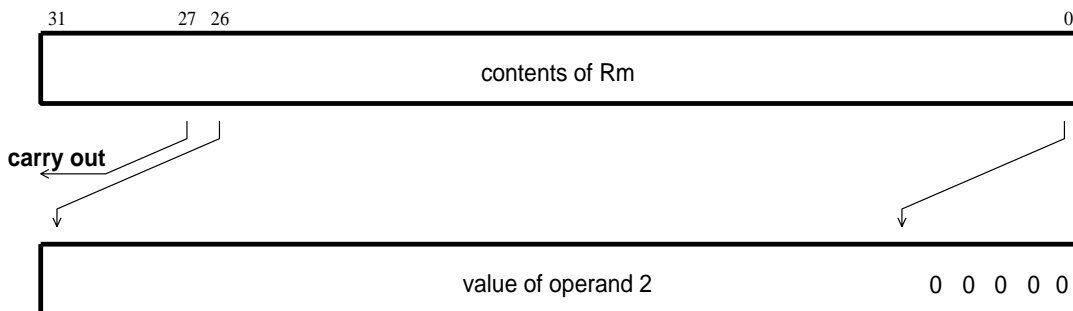 31 27 26 0
contents of Rm
carry out
value of operand 2 0 0 0 0 0